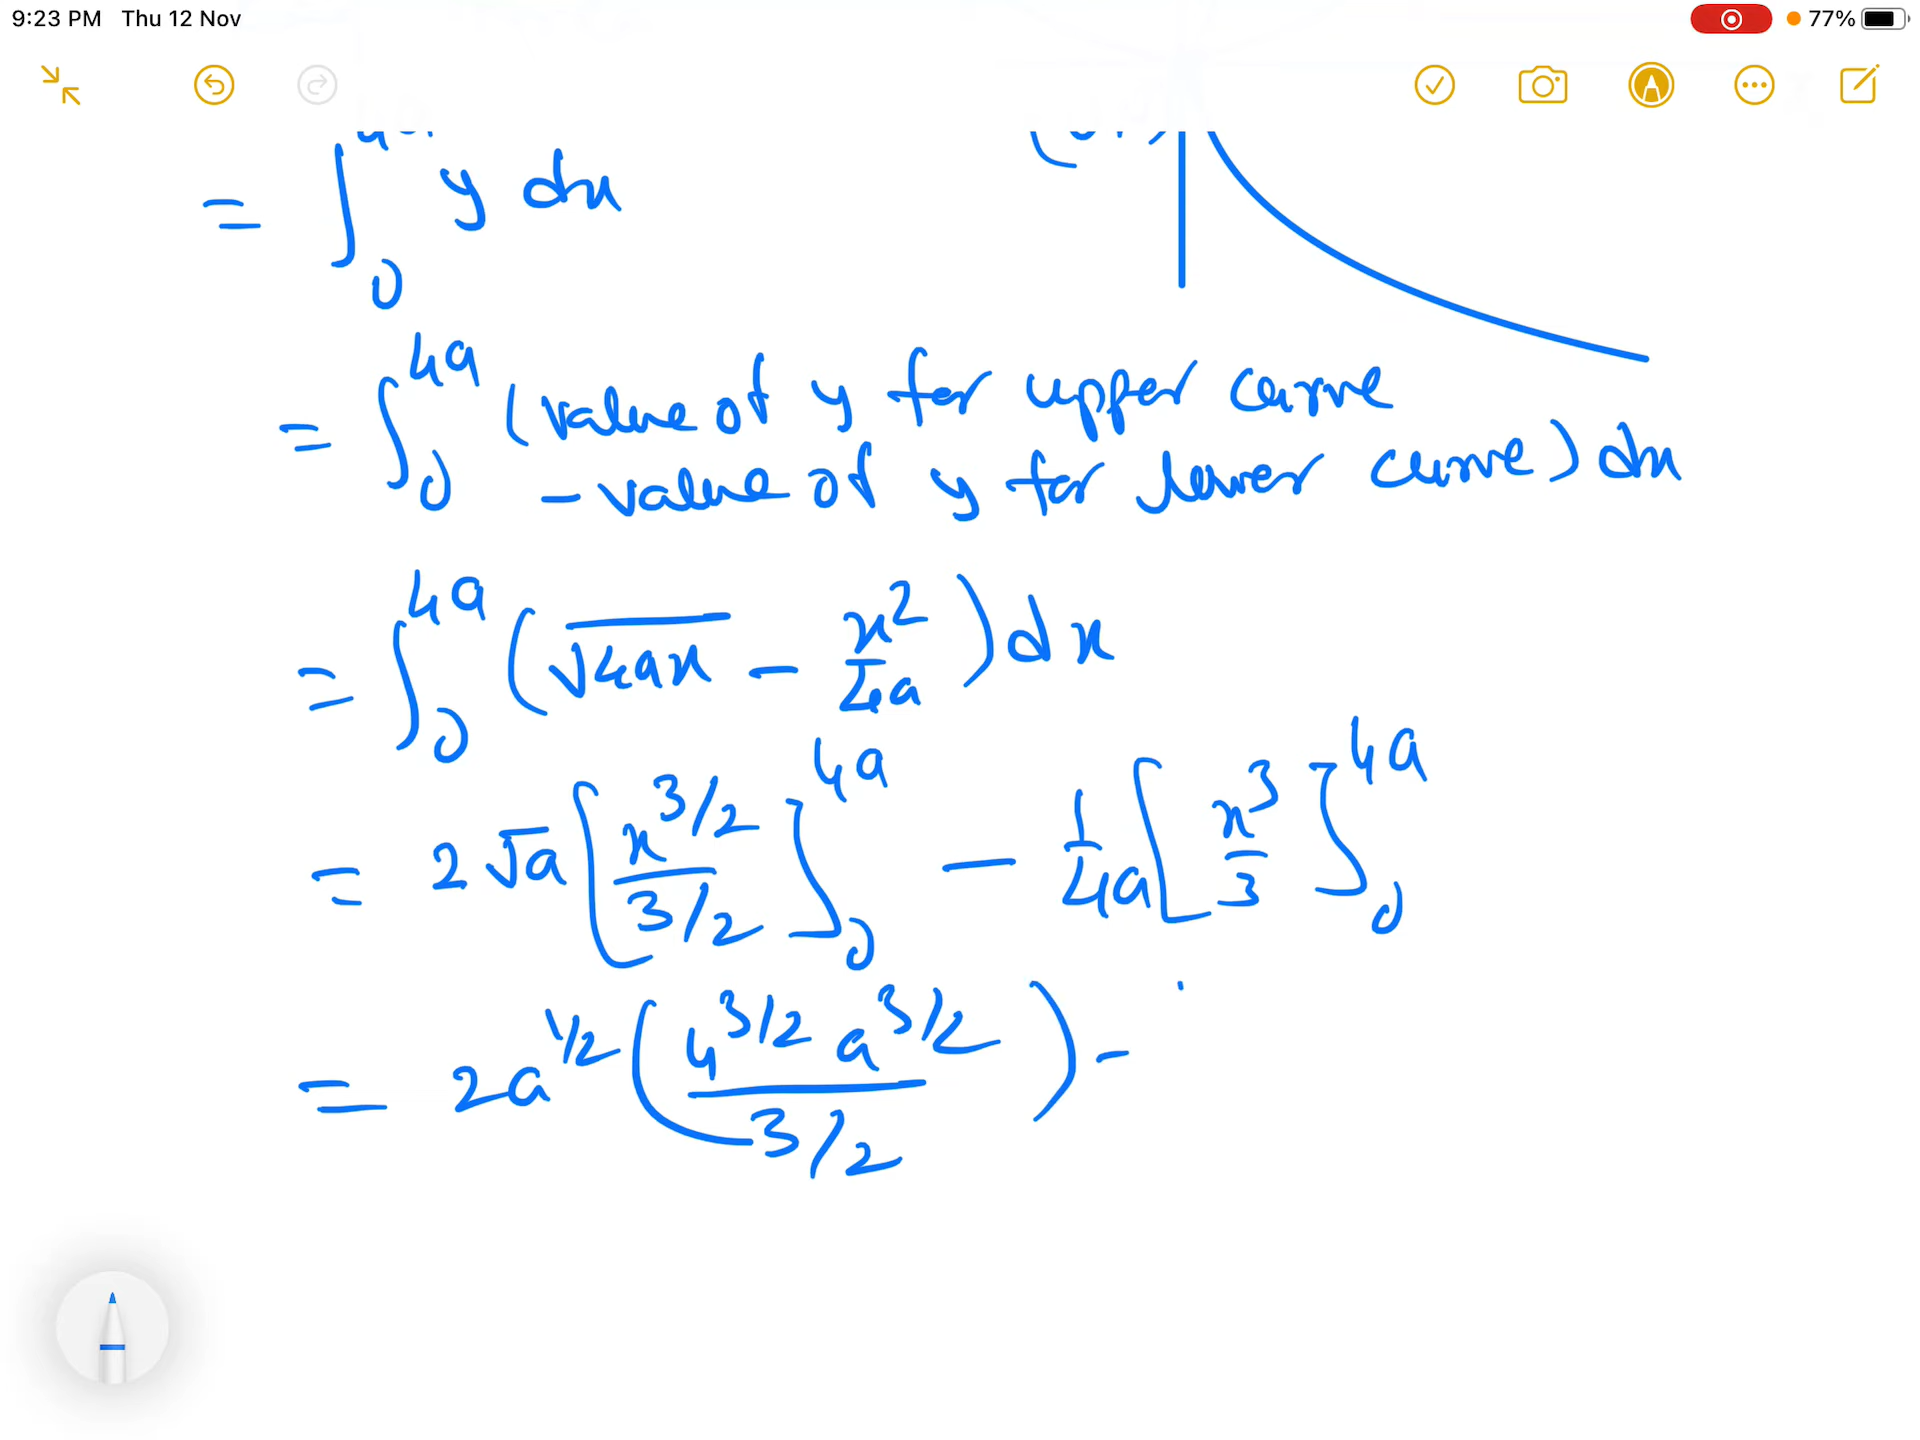 9:23 PM Thu 12 Nov 77%
= ∫₀ y dx
= ∫₀^4a (value of y for upper curve
- value of y for lower curve) dx
= ∫₀^4a (√4ax - x²/4a) dx
= 2√a [x^3/2 / 3/2]₀^4a - 1/4a [x³/3]₀^4a
= 2a^1/2 (4^3/2 a^3/2 / 3/2) -